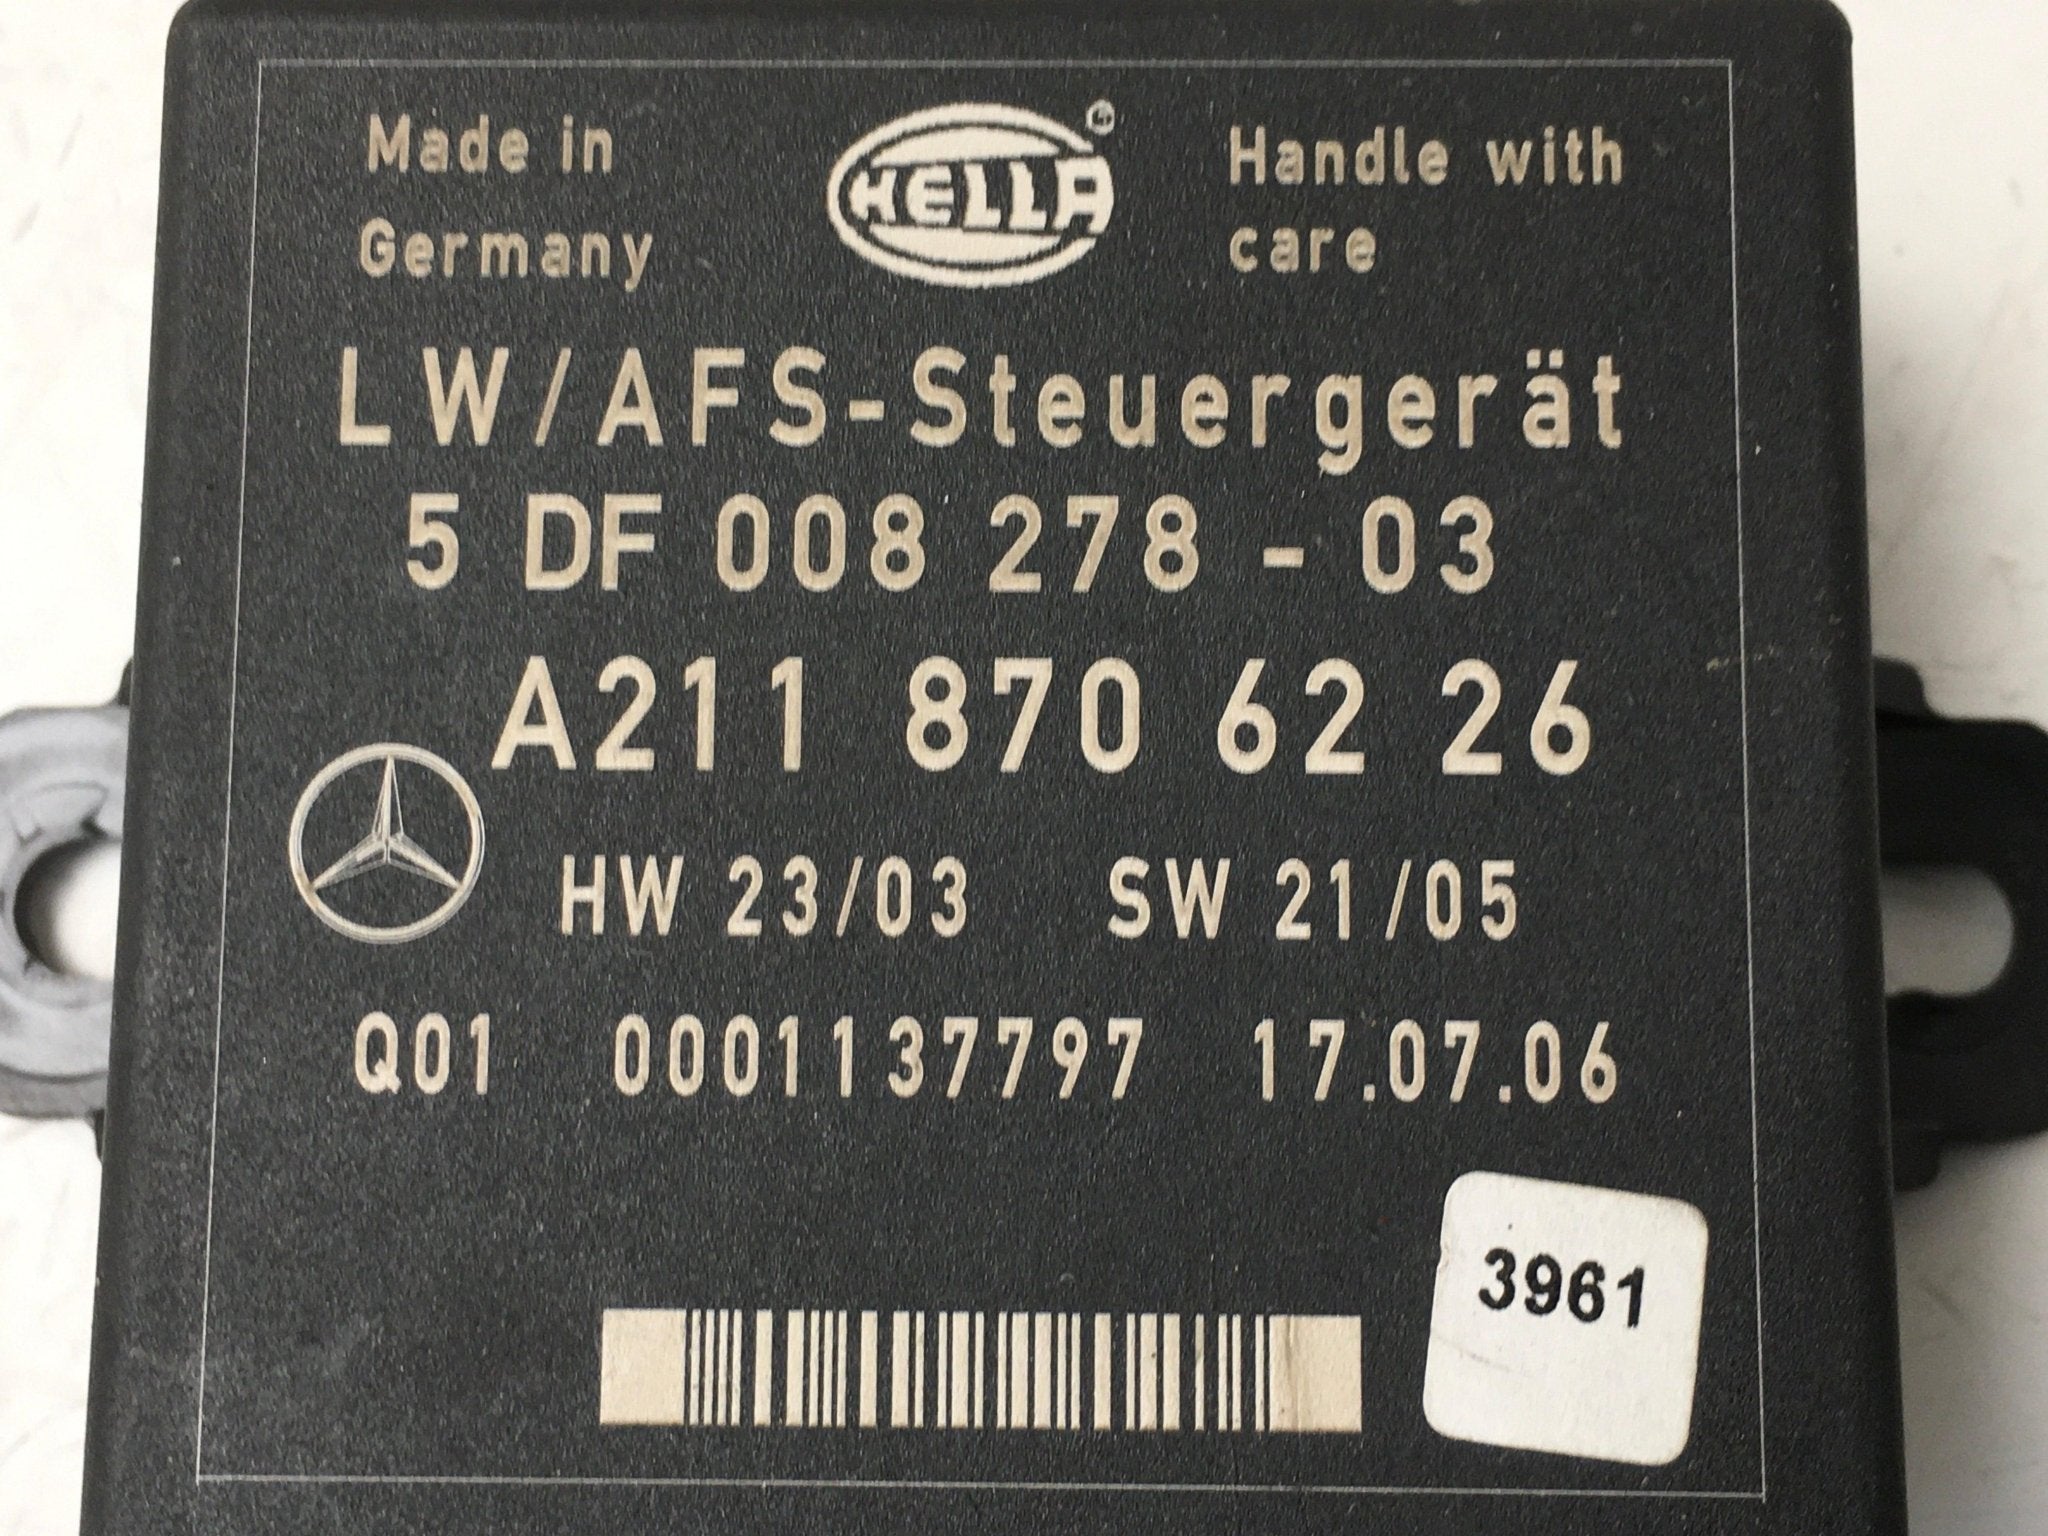 Made in
Germany
HELLA
Handle with
care
LW/AFS-Steuergerät
5 DF 008 278 - 03
A211 870 62 26
HW 23/03 SW 21/05
Q01 0001137797 17.07.06
3961